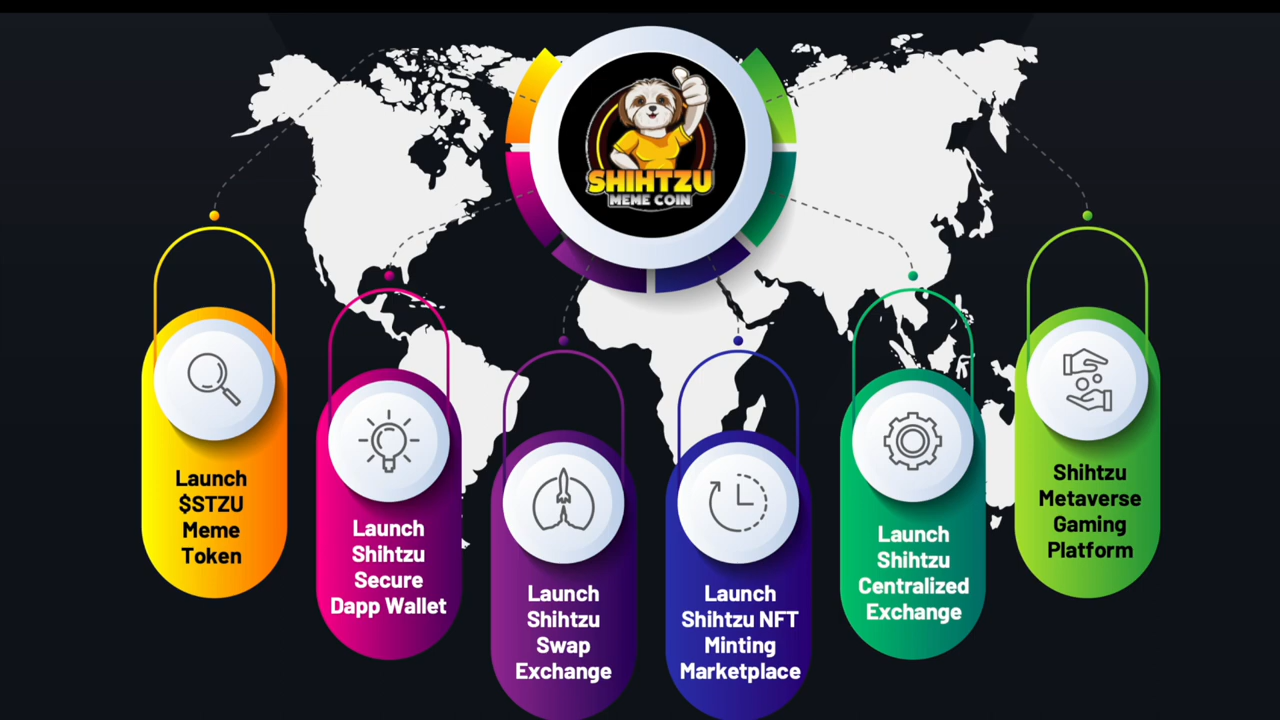 SHIHTZU
MEME COIN
Launch
$STZU
Meme
Token
Launch
Shihtzu
Secure
Dapp Wallet
Launch
Shihtzu
Swap
Exchange
Launch
Shihtzu NFT
Minting
Marketplace
Launch
Shihtzu
Centralized
Exchange
Shihtzu
Metaverse
Gaming
Platform